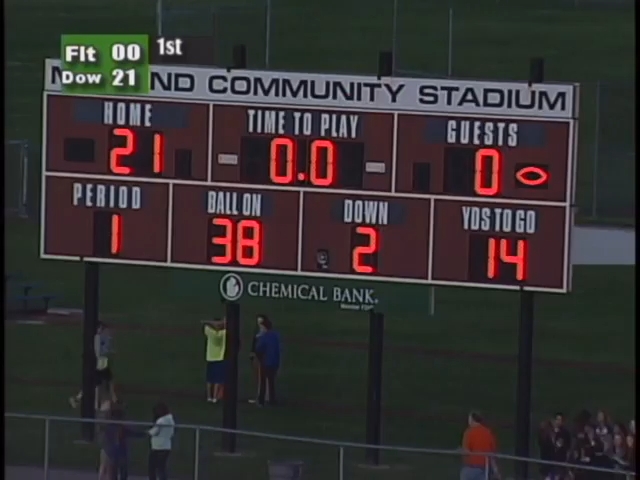 Flt 00 1st
Dow 21
ND COMMUNITY STADIUM
HOME TIME TO PLAY GUESTS
21 0.0 0
PERIOD BALL ON DOWN YDS TO GO
1 38 2 14
CHEMICAL BANK.